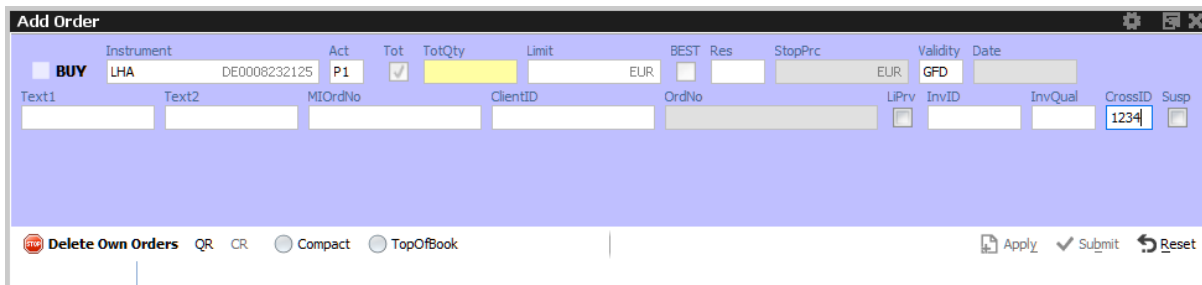 Add Order
Instrument Act Tot TotQty Limit BEST Res StopPrc Validity Date
BUY LHA DE0008232125 P1 EUR EUR GFD
Text1 Text2 MIOrdNo ClientID OrdNo LiPrv InvID InvQual CrossID Susp
1234
STOP Delete Own Orders QR CR Compact TopOfBook Apply Submit Reset